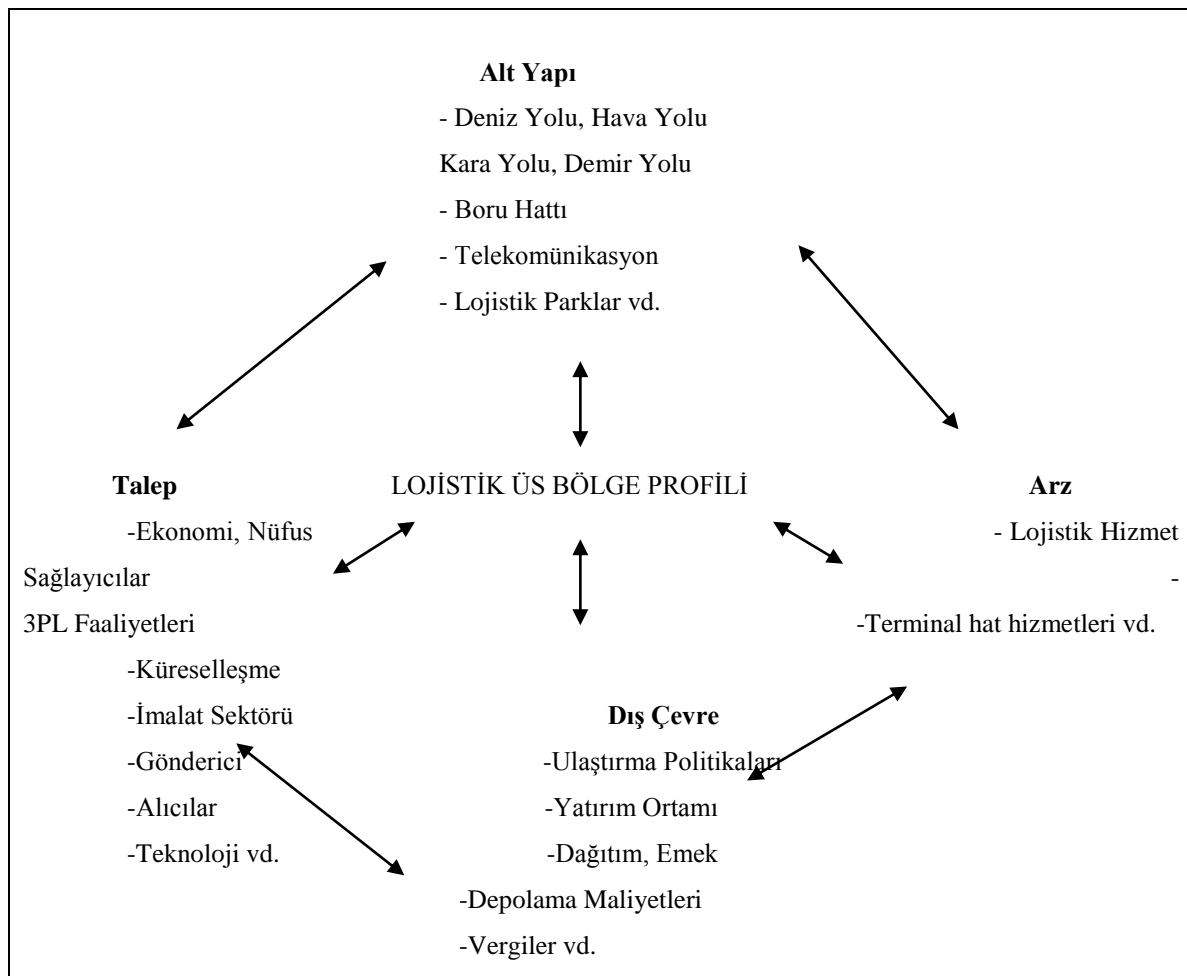 Alt Yapı
- Deniz Yolu, Hava Yolu
Kara Yolu, Demir Yolu
- Boru Hattı
- Telekomünikasyon
- Lojistik Parklar vd.
Talep LOJİSTİK ÜS BÖLGE PROFİLİ Arz
-Ekonomi, Nüfus - Lojistik Hizmet
Sağlayıcılar -
3PL Faaliyetleri -Terminal hat hizmetleri vd.
-Küreselleşme
-İmalat Sektörü Dış Çevre
-Gönderici -Ulaştırma Politikaları
-Alıcılar -Yatırım Ortamı
-Teknoloji vd. -Dağıtım, Emek
-Depolama Maliyetleri
-Vergiler vd.